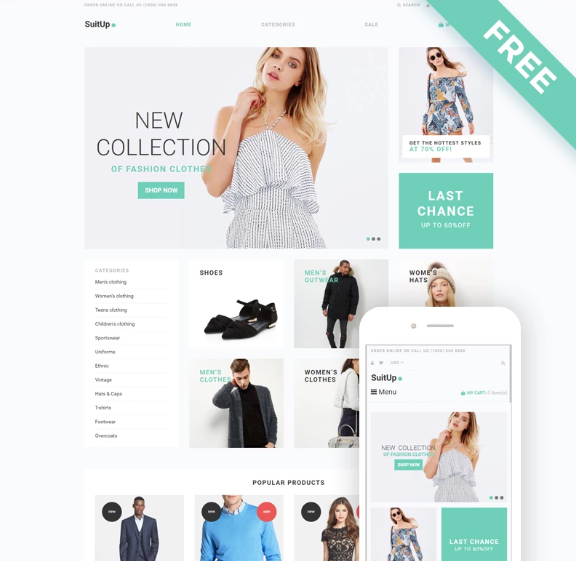 ORDER ONLINE OR CALL US (1800) 000 8808
SEARCH
FREE
SuitUp
HOME
CATEGORIES
SALE
NEW
COLLECTION
OF FASHION CLOTHES
SHOP NOW
GET THE HOTTEST STYLES
AT 70% OFF!
LAST
CHANCE
UP TO 60%OFF
CATEGORIES
Men's clothing
Women's clothing
Teens clothing
Children's clothing
Sportswear
Uniforms
Ethnic
Vintage
Hats & Caps
T-shirts
Footwear
Overcoats
SHOES
MEN'S
OUTWEAR
WOMEN'S
HATS
MEN'S
CLOTHES
WOMEN'S
CLOTHES
POPULAR PRODUCTS
new
new
new
ORDER ONLINE OR CALL US (1800) 000 8808
SuitUp
Menu
MY CART:
NEW COLLECTION
OF FASHION CLOTHES
SHOP NOW
LAST CHANCE
UP TO 60%OFF